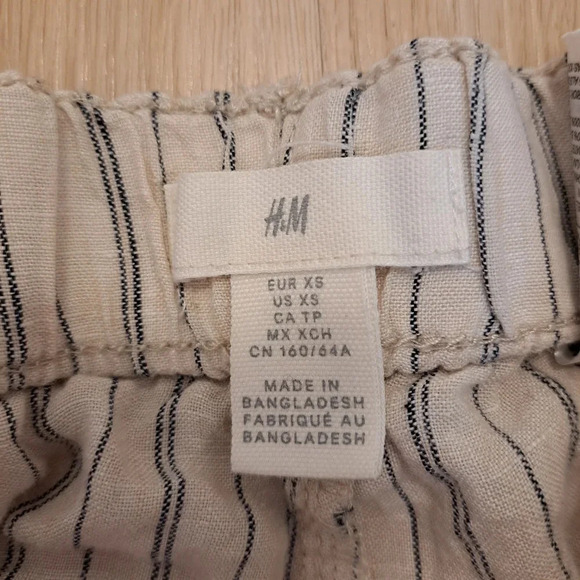 H&M
EUR XS
US XS
CA TP
MX XCH
CN 160/64A
MADE IN
BANGLADESH
FABRIQUÉ AU
BANGLADESH